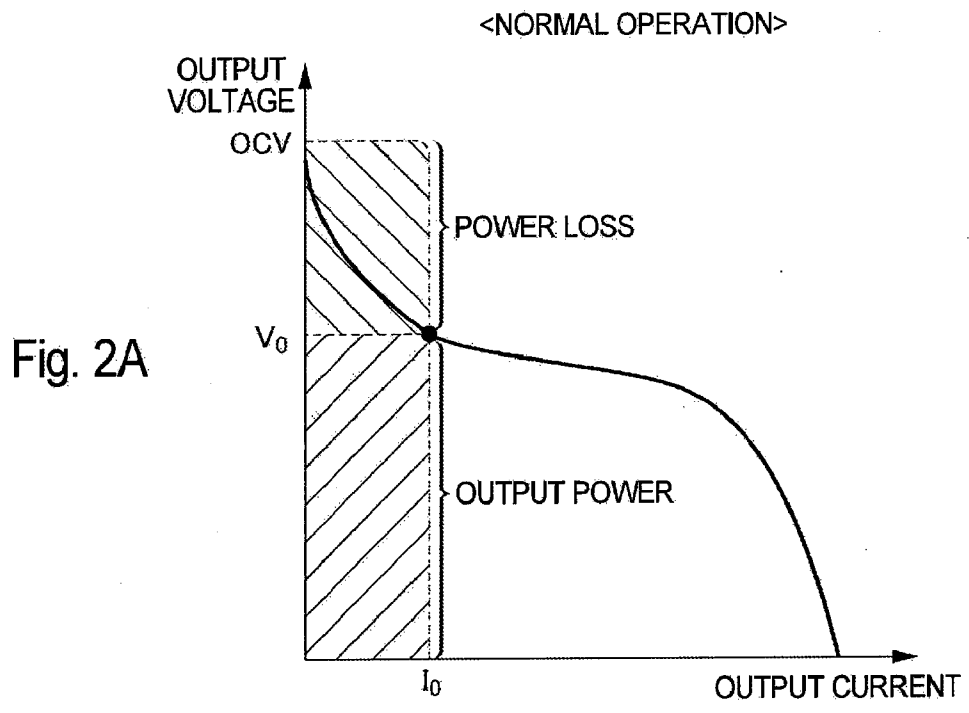 <NORMAL OPERATION>
OUTPUT
VOLTAGE
OCV
POWER LOSS
V0
Fig. 2A
OUTPUT POWER
I0
OUTPUT CURRENT